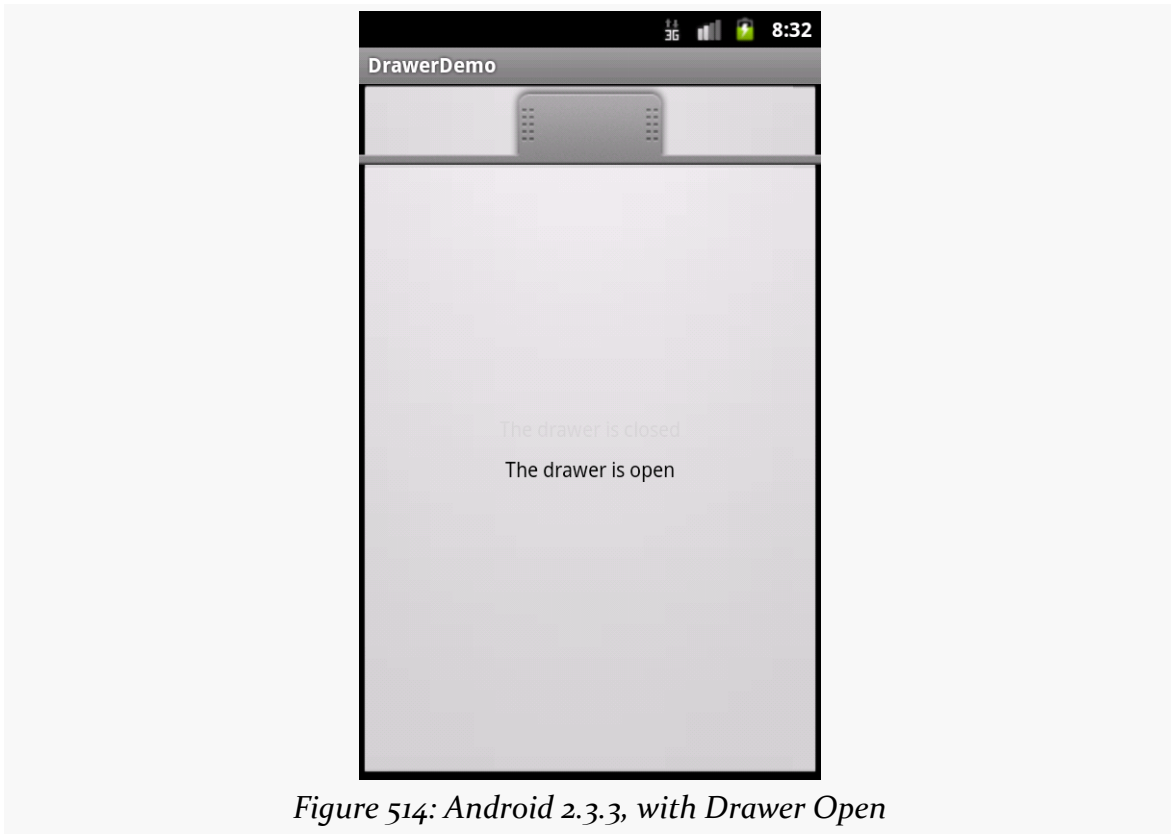 3G 8:32
DrawerDemo
The drawer is closed
The drawer is open
Figure 514: Android 2.3.3, with Drawer Open